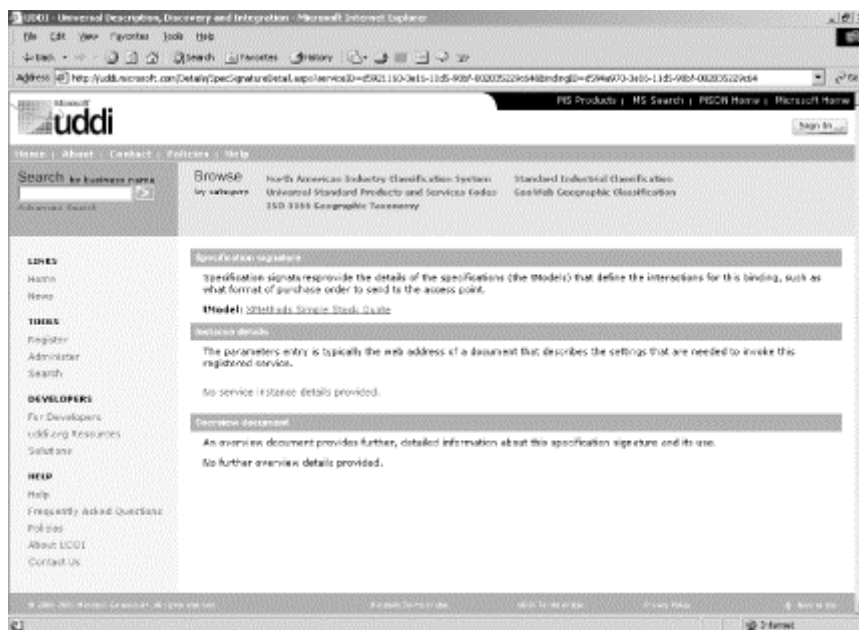 UDDI - Universal Description, Discovery and Integration - Microsoft Internet Explorer
File Edit View Favorites Tools Help
Back Search Favorites History
Address
MS Products | MS Search | Microsoft Home
Microsoft
uddi
Sign In
Home | About | Contact | Policies | Help
Search by business name
Advanced Search
Browse by category
North American Industry Classification System
Universal Standard Products and Services Codes
ISO 3166 Geographic Taxonomy
Standard Industrial Classification
GeoWeb Geographic Classification
LINKS
Home
News
TOOLS
Register
Administer
Search
DEVELOPERS
For Developers
uddi.org Resources
Solutions
HELP
Help
Frequently Asked Questions
Policies
About UDDI
Contact Us
Specification signature
Specification signaturesprovide the details of the specifications (the tModels) that define the interactions for this binding, such as
what format of purchase order to send to the access point.
tModel: XMethods Simple Stock Quote
Instance details
The parameters entry is typically the web address of a document that describes the settings that are needed to invoke this
registered service.
No service instance details provided.
Overview document
An overview document provides further, detailed information about this specification signature and its use.
No further overview details provided.
Privacy Policy
Internet